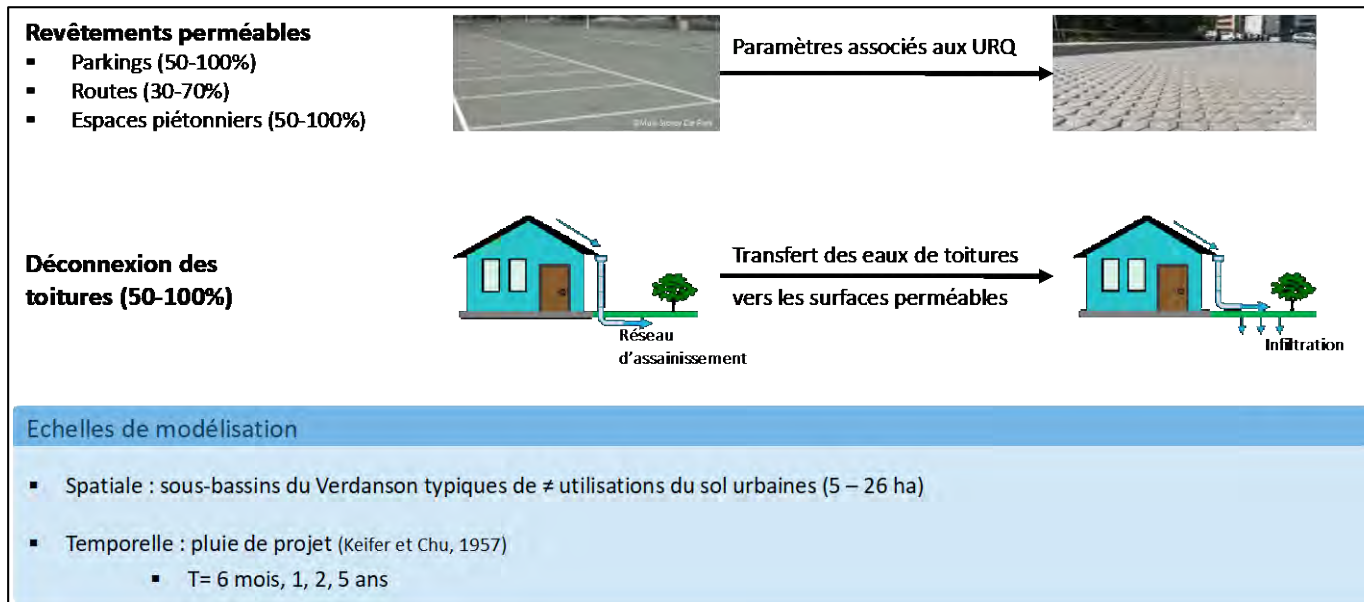 Revêtements perméables
▪ Parkings (50-100%)
▪ Routes (30-70%)
▪ Espaces piétonniers (50-100%)
Paramètres associés aux URQ
Déconnexion des
toitures (50-100%)
Réseau
d'assainissement
Transfert des eaux de toitures
vers les surfaces perméables
Infiltration
Echelles de modélisation
▪ Spatiale : sous-bassins du Verdanson typiques de ≠ utilisations du sol urbaines (5 – 26 ha)
▪ Temporelle : pluie de projet (Keifer et Chu, 1957)
▪ T= 6 mois, 1, 2, 5 ans